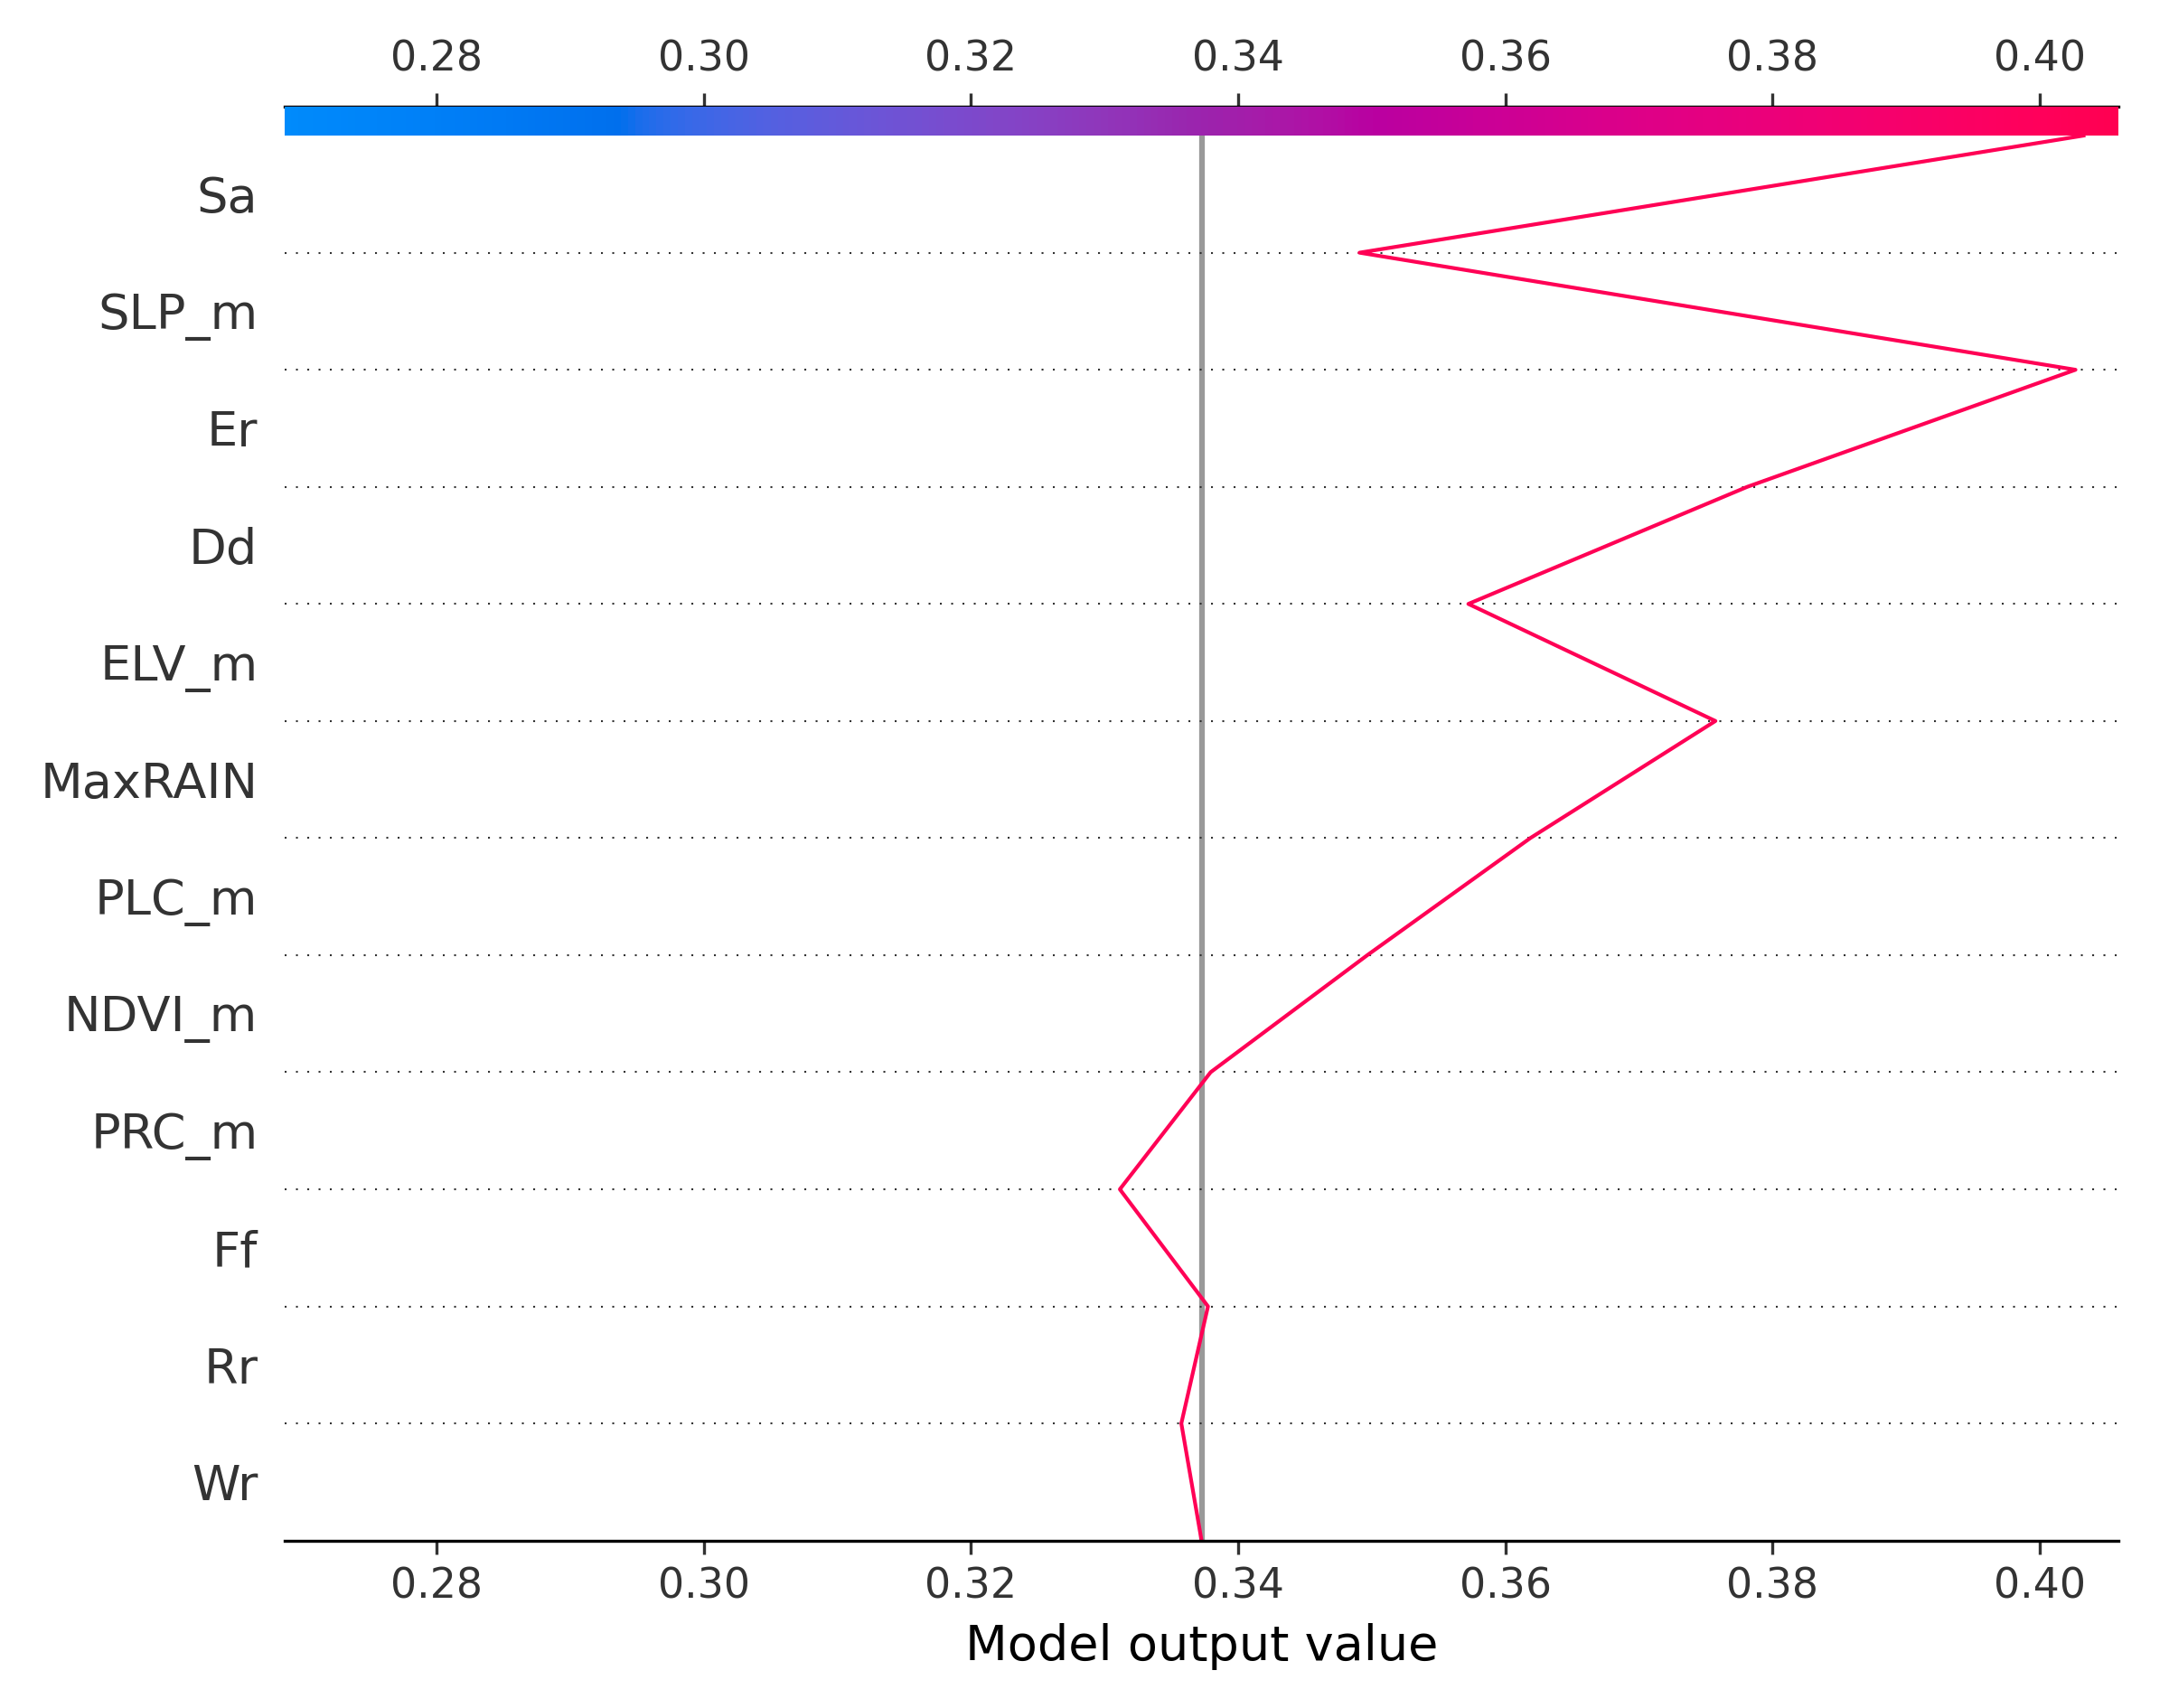 0.28 0.30 0.32 0.34 0.36 0.38 0.40
Sa
SLP_m
Er
Dd
ELV_m
MaxRAIN
PLC_m
NDVI_m
PRC_m
Ff
Rr
Wr
0.28 0.30 0.32 0.34 0.36 0.38 0.40
Model output value